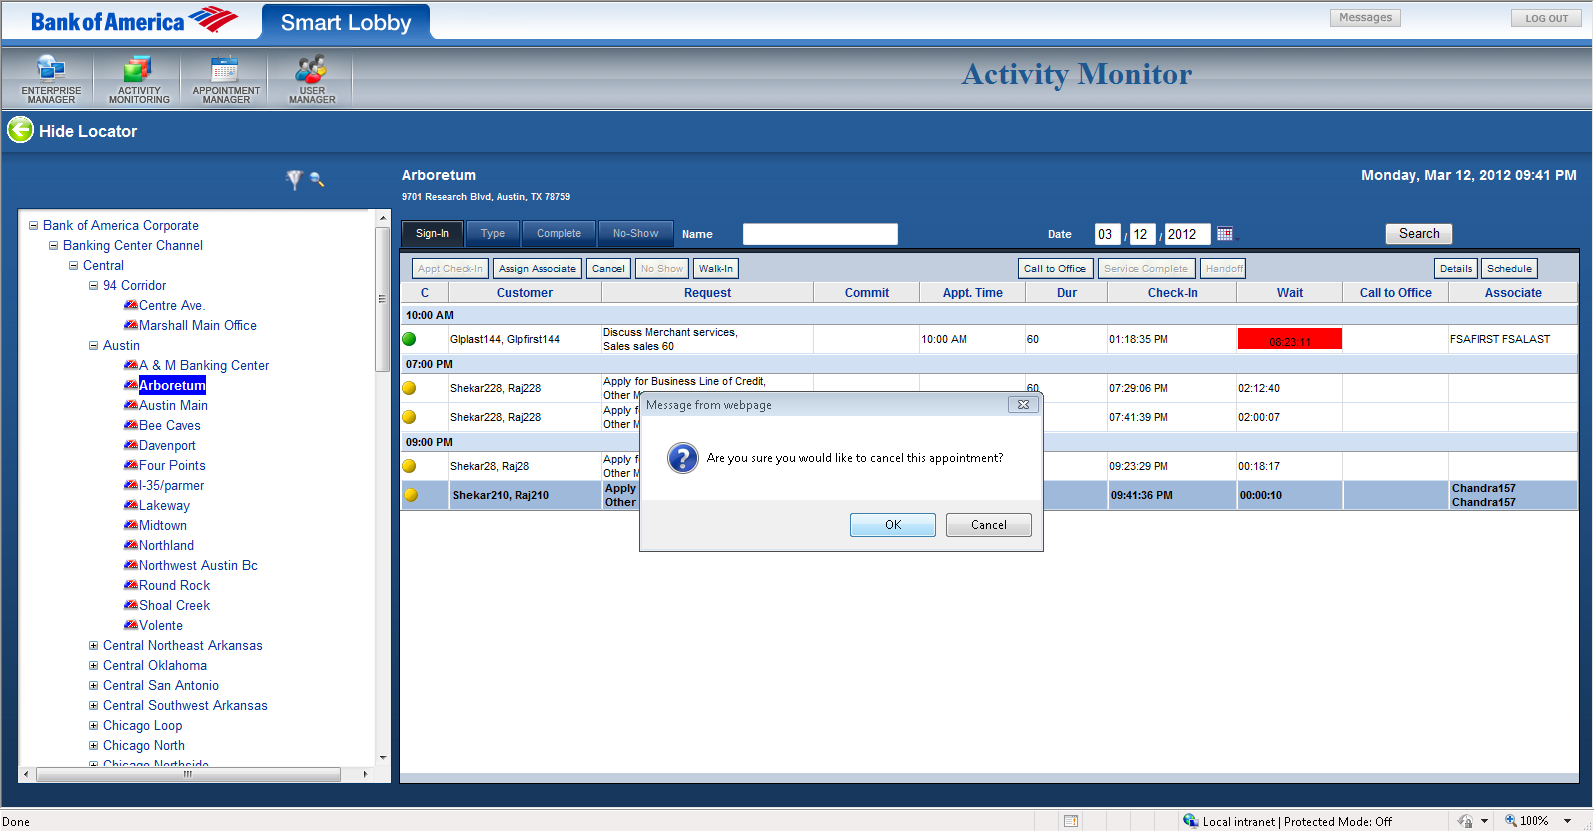 Bank of America
Smart Lobby
Messages
LOG OUT
ENTERPRISE MANAGER
ACTIVITY MONITORING
APPOINTMENT MANAGER
USER MANAGER
Activity Monitor
Hide Locator
Arboretum
Monday, Mar 12, 2012 09:41 PM
9701 Research Blvd, Austin, TX 78759
Bank of America Corporate
Banking Center Channel
Central
94 Corridor
Centre Ave.
Marshall Main Office
Austin
A & M Banking Center
Arboretum
Austin Main
Bee Caves
Davenport
Four Points
I-35/parmer
Lakeway
Midtown
Northland
Northwest Austin Bc
Round Rock
Shoal Creek
Volente
Central Northeast Arkansas
Central Oklahoma
Central San Antonio
Central Southwest Arkansas
Chicago Loop
Chicago North
Chicago Northside
Sign-In Type Complete No-Show Name Date 03 / 12 / 2012 Search
Appt Check-In Assign Associate Cancel No Show Walk-In Call to Office Service Complete Handoff Details Schedule
C Customer Request Commit Appt. Time Dur Check-In Wait Call to Office Associate
10:00 AM
Glplast144, Glpfirst144 Discuss Merchant services, 10:00 AM 60 01:18:35 PM 08:23:11 FSAFIRST FSALAST
Sales sales 60
07:00 PM
Shekar228, Raj228 Apply for Business Line of Credit, 60 07:29:06 PM 02:12:40
Other M
Shekar228, Raj228 Apply f 07:41:39 PM 02:00:07
Other M
09:00 PM
Shekar28, Raj28 Apply f 09:23:29 PM 00:18:17
Other M
Shekar210, Raj210 Apply 09:41:36 PM 00:00:10 Chandra157
Other Chandra157
Message from webpage
Are you sure you would like to cancel this appointment?
OK Cancel
Done
Local intranet | Protected Mode: Off
100%